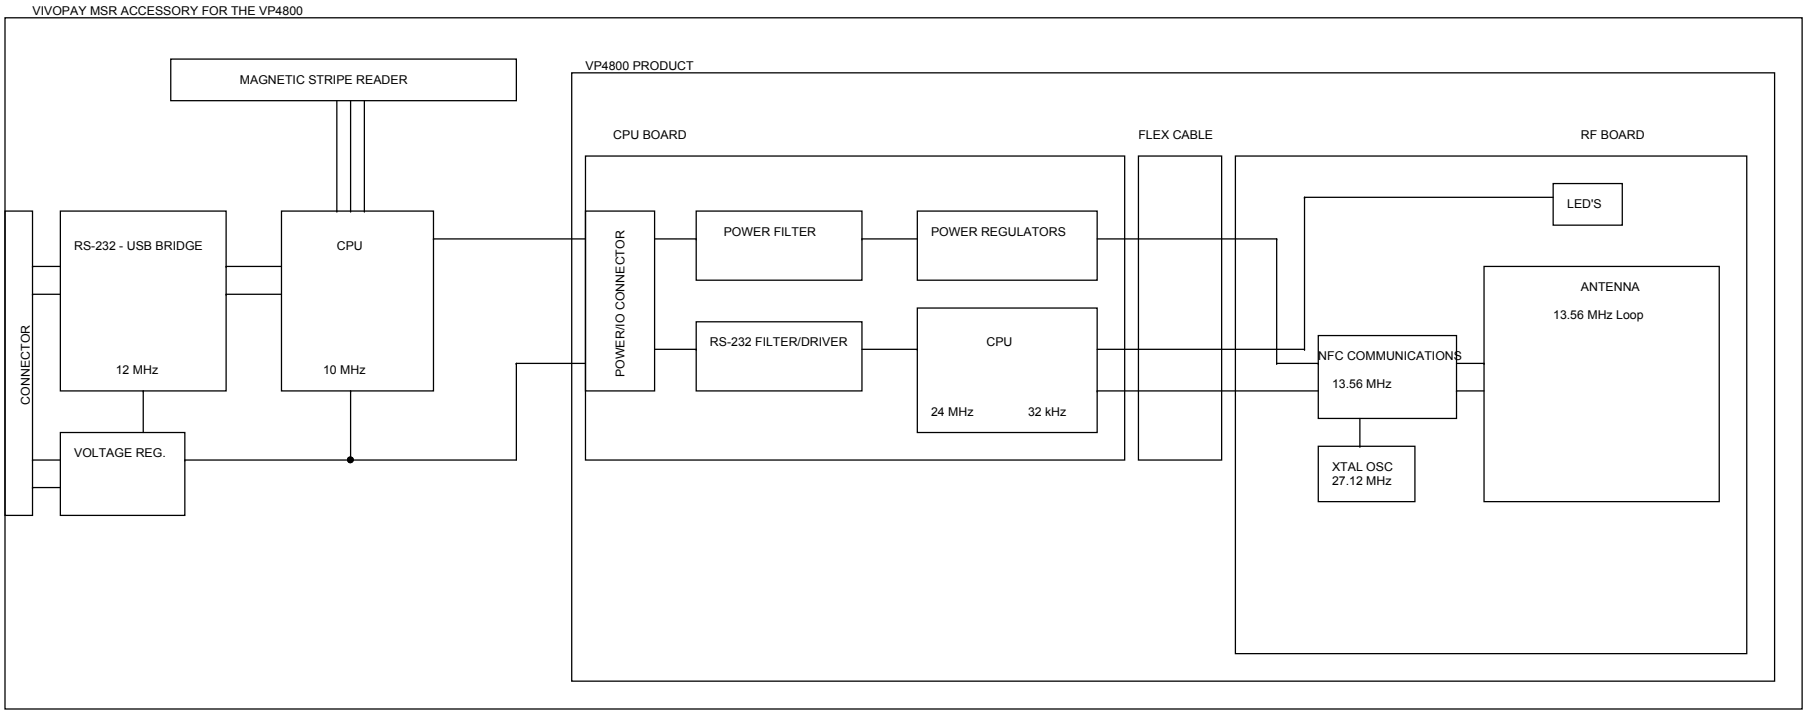 VIVOPAY MSR ACCESSORY FOR THE VP4800
MAGNETIC STRIPE READER
VP4800 PRODUCT
CPU BOARD
FLEX CABLE
RF BOARD
CONNECTOR
RS-232 - USB BRIDGE
12 MHz
CPU
10 MHz
VOLTAGE REG.
POWER/IO CONNECTOR
POWER FILTER
POWER REGULATORS
RS-232 FILTER/DRIVER
CPU
24 MHz
32 kHz
LED'S
ANTENNA
13.56 MHz Loop
NFC COMMUNICATIONS
13.56 MHz
XTAL OSC
27.12 MHz